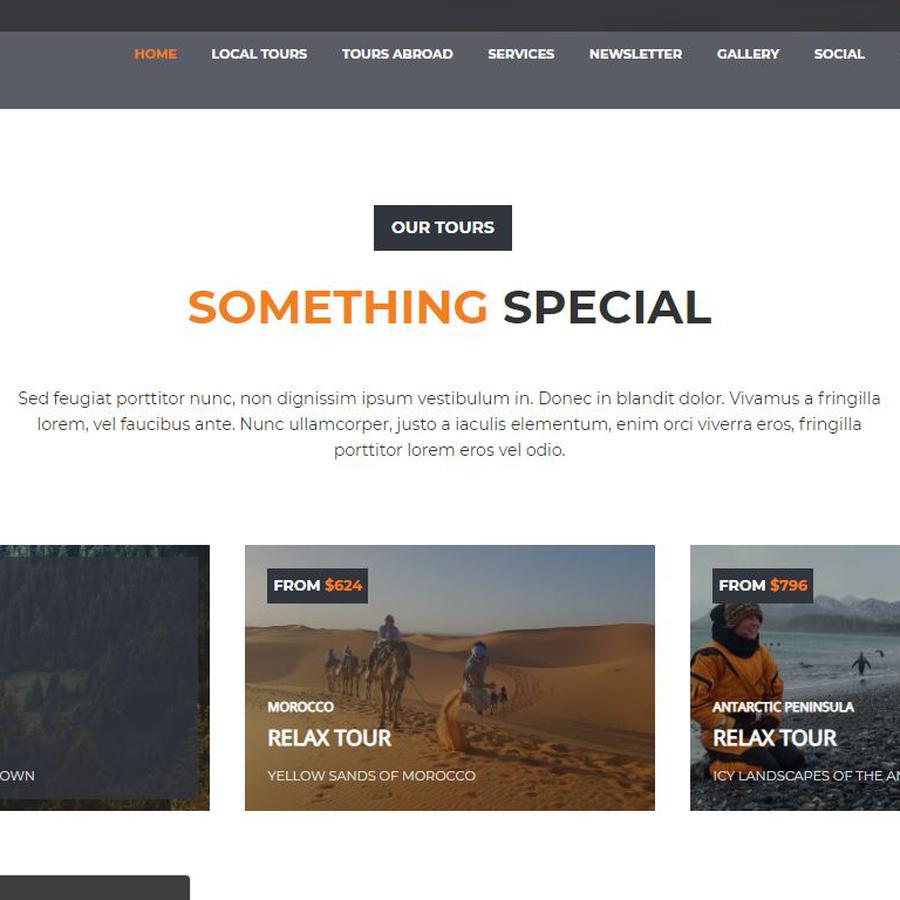 HOME LOCAL TOURS TOURS ABROAD SERVICES NEWSLETTER GALLERY SOCIAL
OUR TOURS
SOMETHING SPECIAL
Sed feugiat porttitor nunc, non dignissim ipsum vestibulum in. Donec in blandit dolor. Vivamus a fringilla
lorem, vel faucibus ante. Nunc ullamcorper, justo a iaculis elementum, enim orci viverra eros, fringilla
porttitor lorem eros vel odio.
OWN
FROM $624
MOROCCO
RELAX TOUR
YELLOW SANDS OF MOROCCO
FROM $796
ANTARCTIC PENINSULA
RELAX TOUR
ICY LANDSCAPES OF THE AN